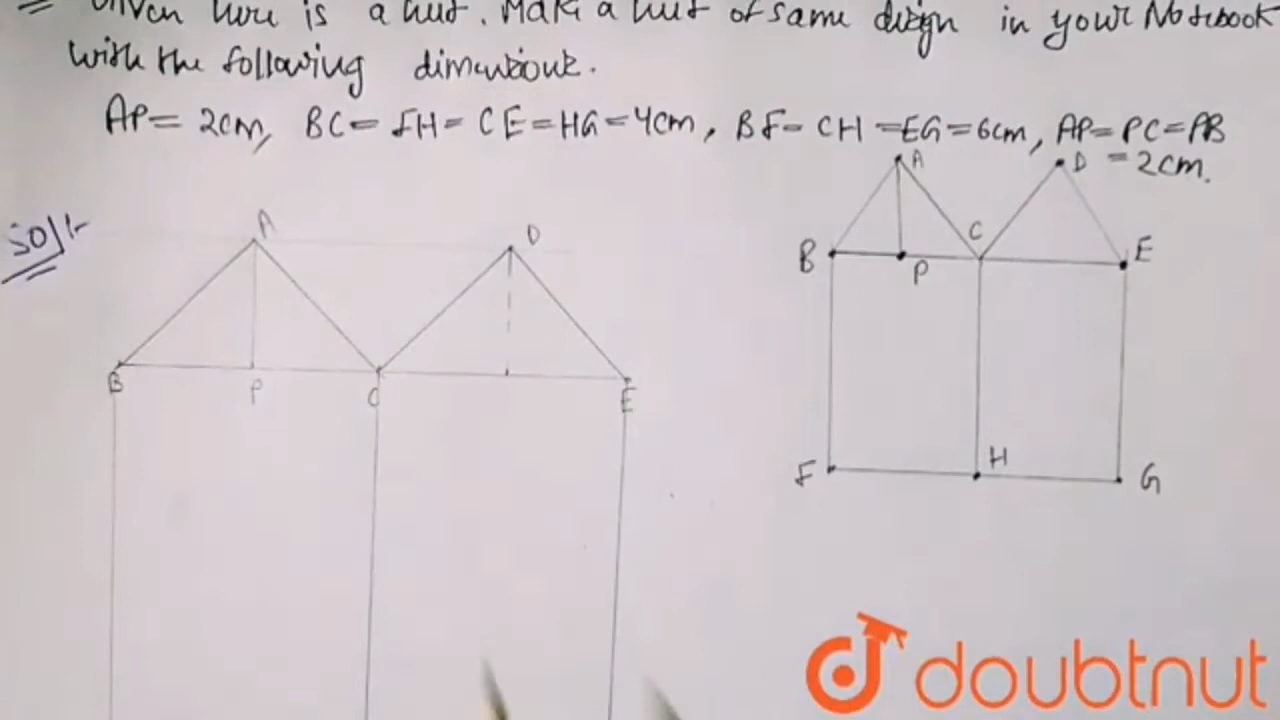 Given here is a hut. Make a hut of same design in your Notebook
with the following dimensions.
AP = 2cm, BC = FH = CE = HG = 4cm, BF = CH = EG = 6cm, AP = PC = PB
= 2cm.
Sol:-
A
D
B
P
C
E
A
D
B
P
C
E
F
H
G
doubtnut